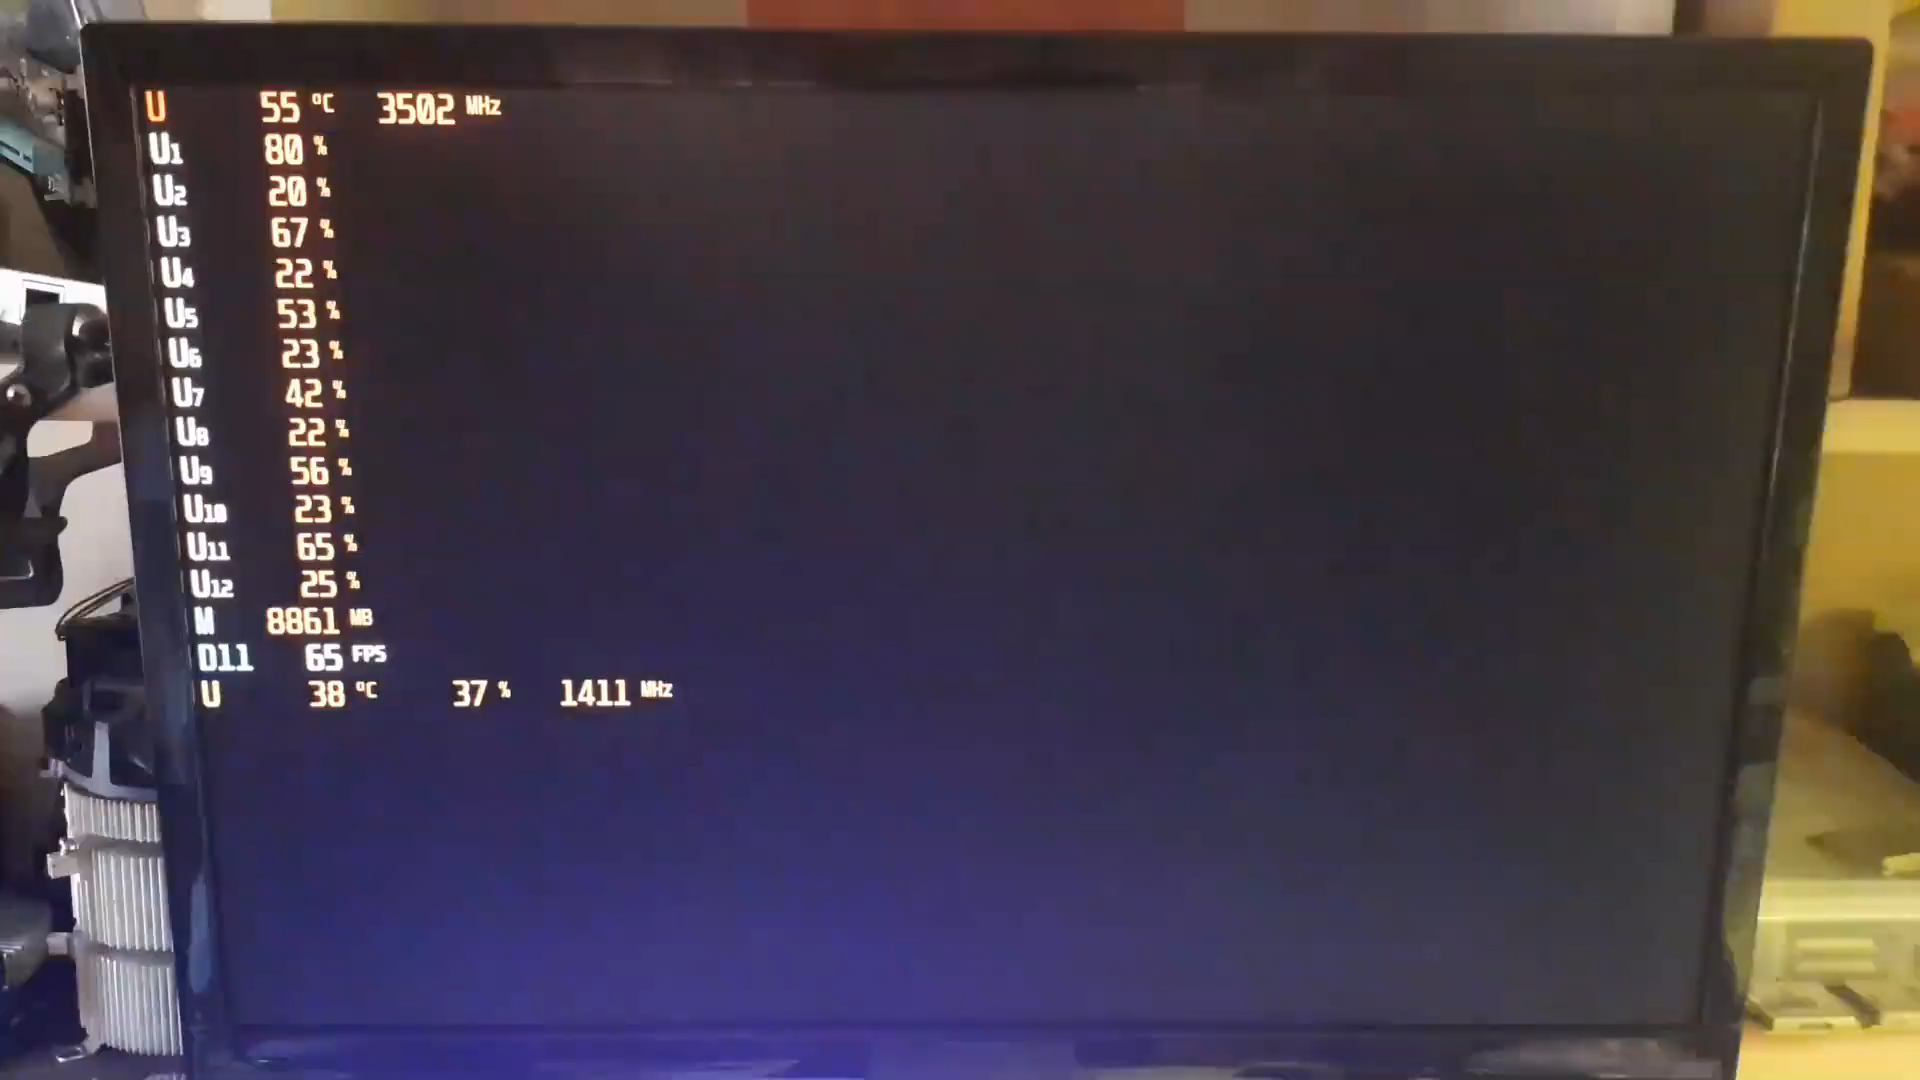 U 55 °C 3502 MHz
U1 80 %
U2 20 %
U3 67 %
U4 22 %
U5 53 %
U6 23 %
U7 42 %
U8 22 %
U9 56 %
U10 23 %
U11 65 %
U12 25 %
M 8861 MB
D11 65 FPS
U 38 °C 37 % 1411 MHz